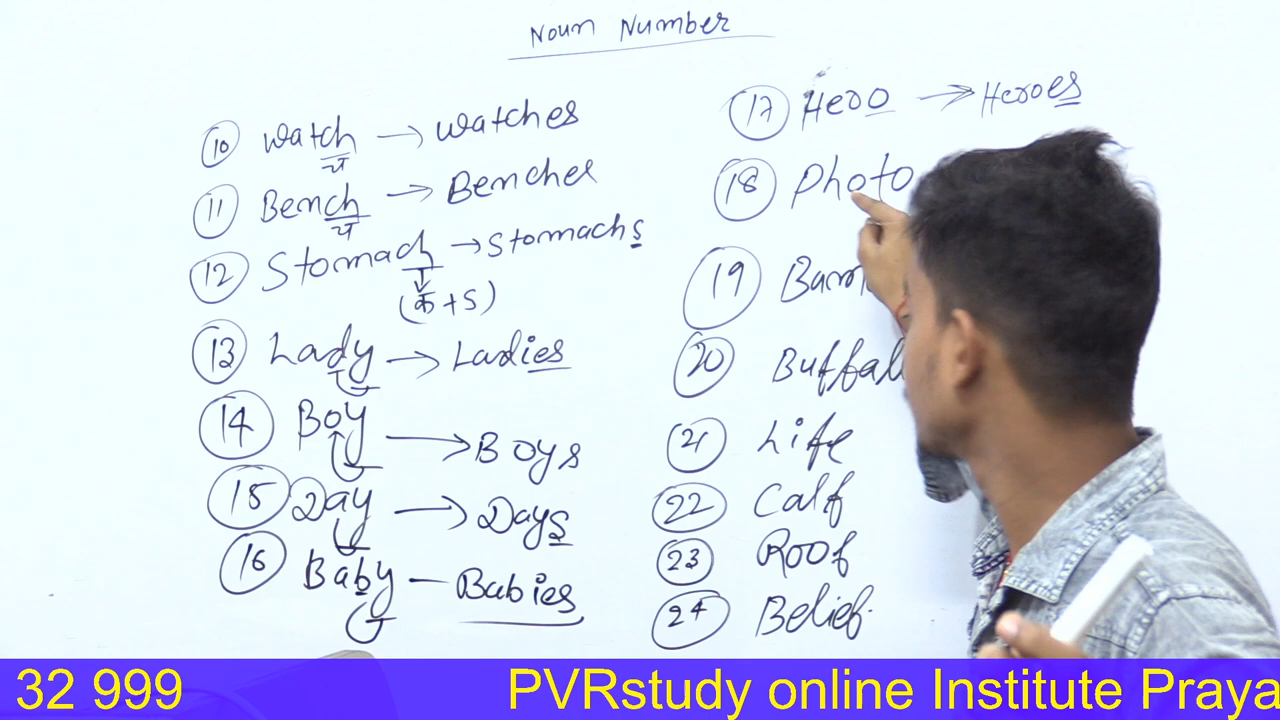 Noun Number
10 Watch → Watches
च
11 Bench → Benches
च
12 Stomach → Stomachs
(क + S)
13 Lady → Ladies
14 Boy → Boys
15 Day → Days
16 Baby — Babies
17 Hero → Heroes
18 Photo
19
20 Buffal
21 Life
22 Calf
23 Roof
24 Belief.
32 999
PVRstudy online Institute Praya